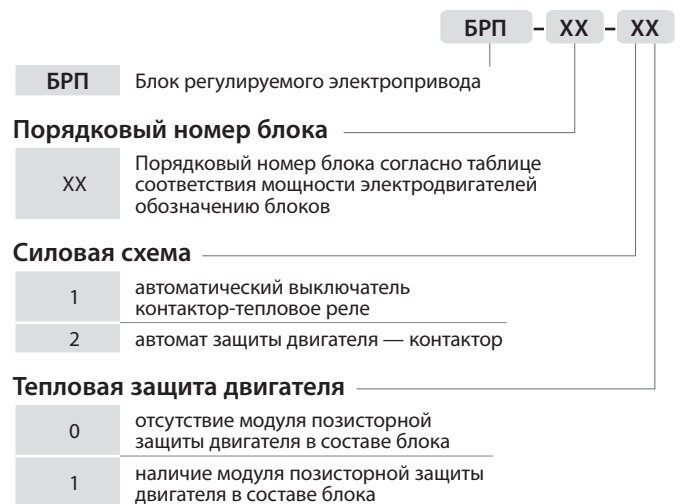 БРП – XX – XX
БРП Блок регулируемого электропривода
Порядковый номер блока
XX
Порядковый номер блока согласно таблице
соответствия мощности электродвигателей
обозначению блоков
Силовая схема
1
автоматический выключатель
контактор-тепловое реле
2 автомат защиты двигателя — контактор
Тепловая защита двигателя
0
отсутствие модуля позисторной
защиты двигателя в составе блока
1
наличие модуля позисторной защиты
двигателя в составе блока